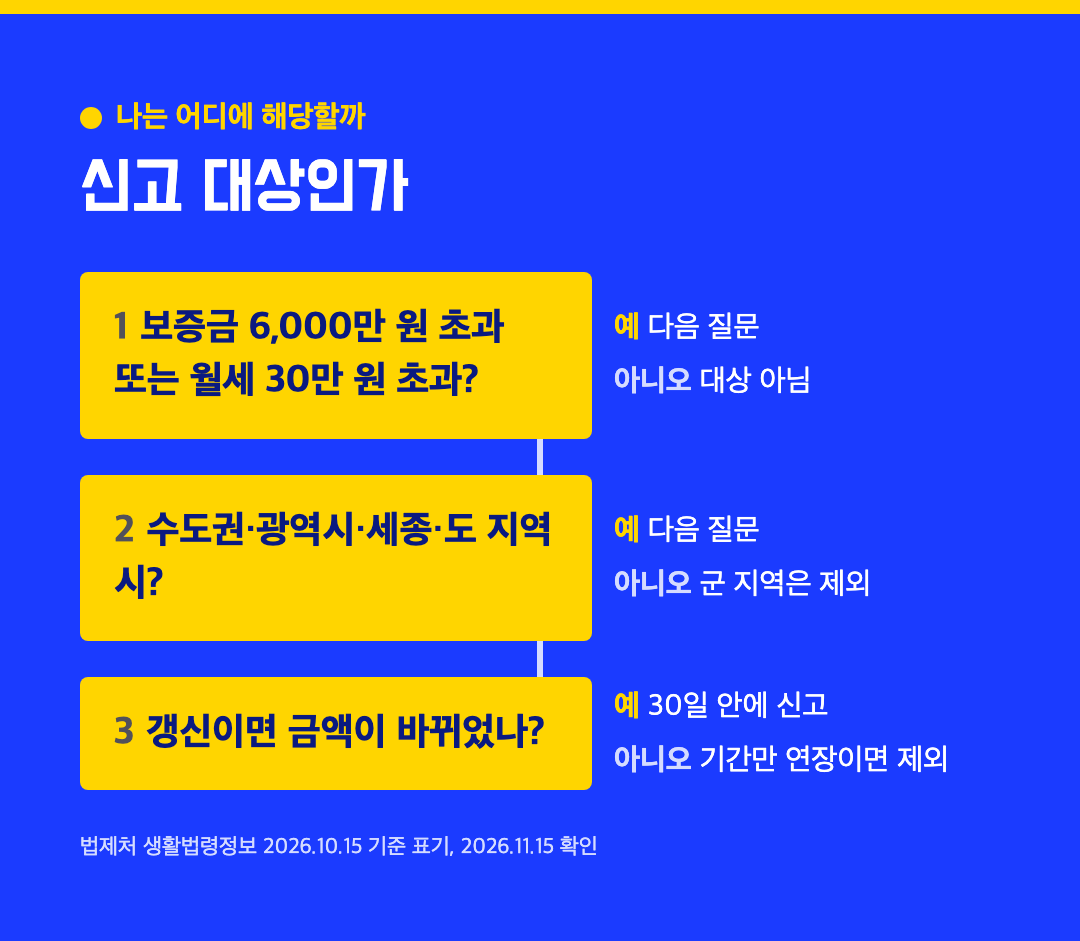 나는 어디에 해당할까
신고 대상인가
1 보증금 6,000만 원 초과
또는 월세 30만 원 초과?
예 다음 질문
아니오 대상 아님
2 수도권·광역시·세종·도 지역
시?
예 다음 질문
아니오 군 지역은 제외
3 갱신이면 금액이 바뀌었나?
예 30일 안에 신고
아니오 기간만 연장이면 제외
법제처 생활법령정보 2026.10.15 기준 표기, 2026.11.15 확인